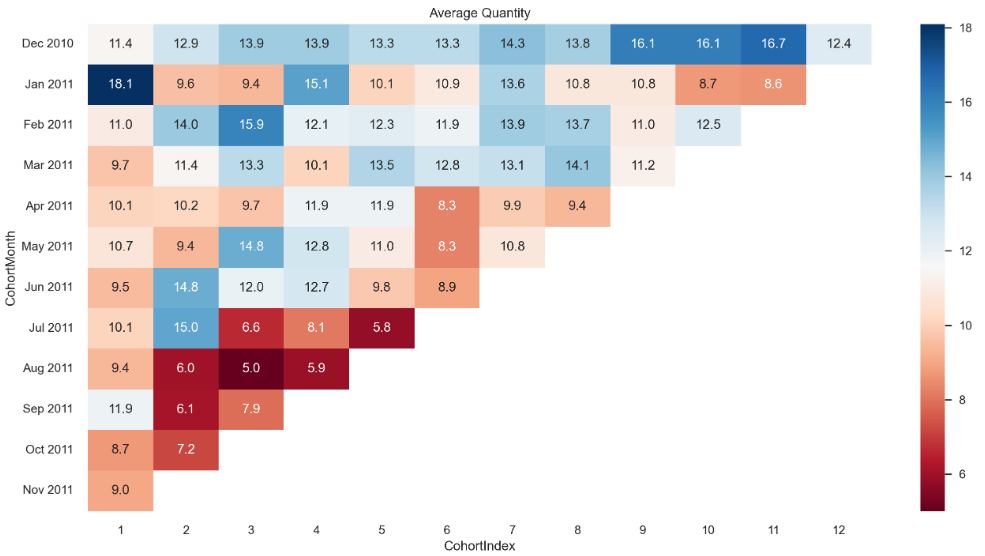 Average Quantity
CohortMonth
Dec 2010 11.4 12.9 13.9 13.9 13.3 13.3 14.3 13.8 16.1 16.1 16.7 12.4
Jan 2011 18.1 9.6 9.4 15.1 10.1 10.9 13.6 10.8 10.8 8.7 8.6
Feb 2011 11.0 14.0 15.9 12.1 12.3 11.9 13.9 13.7 11.0 12.5
Mar 2011 9.7 11.4 13.3 10.1 13.5 12.8 13.1 14.1 11.2
Apr 2011 10.1 10.2 9.7 11.9 11.9 8.3 9.9 9.4
May 2011 10.7 9.4 14.8 12.8 11.0 8.3 10.8
Jun 2011 9.5 14.8 12.0 12.7 9.8 8.9
Jul 2011 10.1 15.0 6.6 8.1 5.8
Aug 2011 9.4 6.0 5.0 5.9
Sep 2011 11.9 6.1 7.9
Oct 2011 8.7 7.2
Nov 2011 9.0
1 2 3 4 5 6 7 8 9 10 11 12
CohortIndex
18
16
14
12
10
8
6